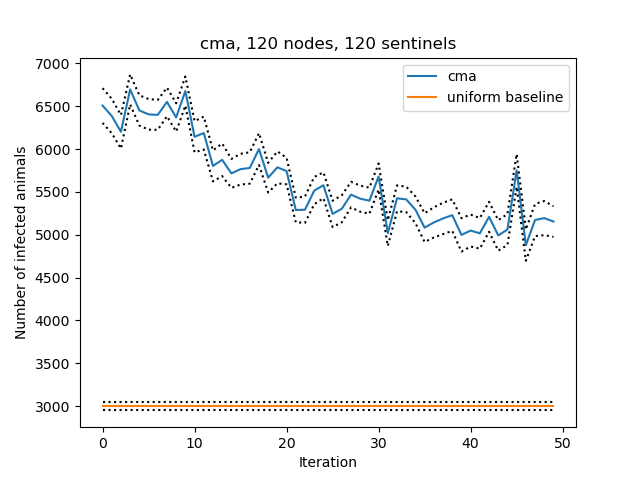 cma, 120 nodes, 120 sentinels
7000
6500
6000
5500
5000
4500
4000
3500
3000
Number of infected animals
cma
uniform baseline
0 10 20 30 40 50
Iteration